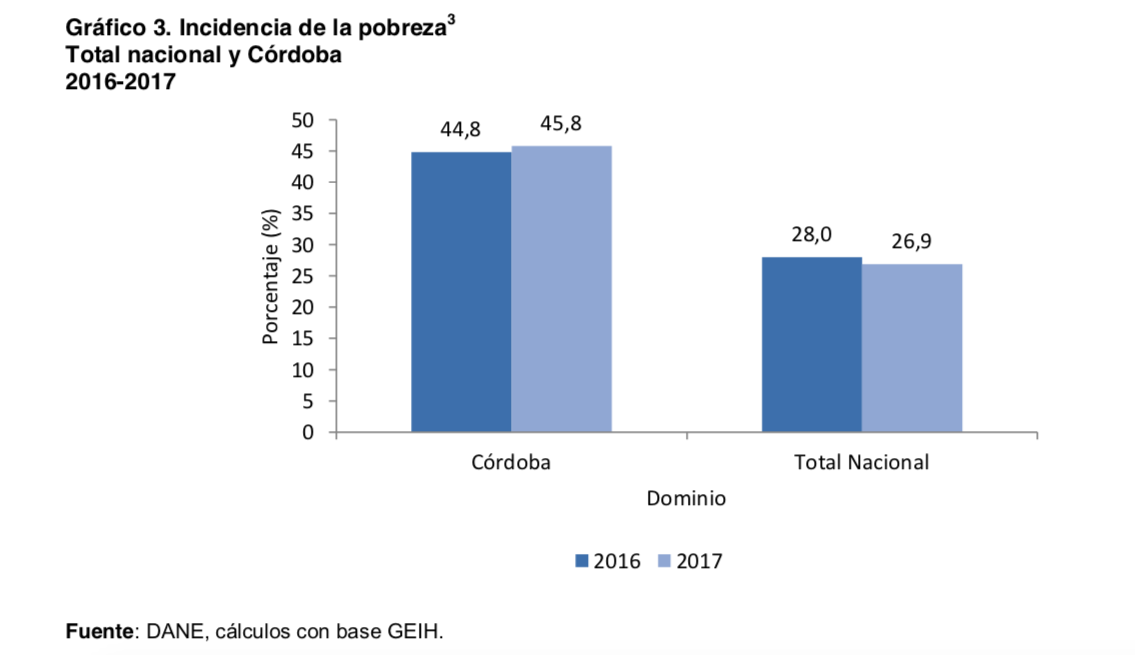 Gráfico 3. Incidencia de la pobreza³
Total nacional y Córdoba
2016-2017
Porcentaje (%)
50
45
40
35
30
25
20
15
10
5
0
44,8
45,8
28,0
26,9
Córdoba
Total Nacional
Dominio
2016
2017
Fuente: DANE, cálculos con base GEIH.